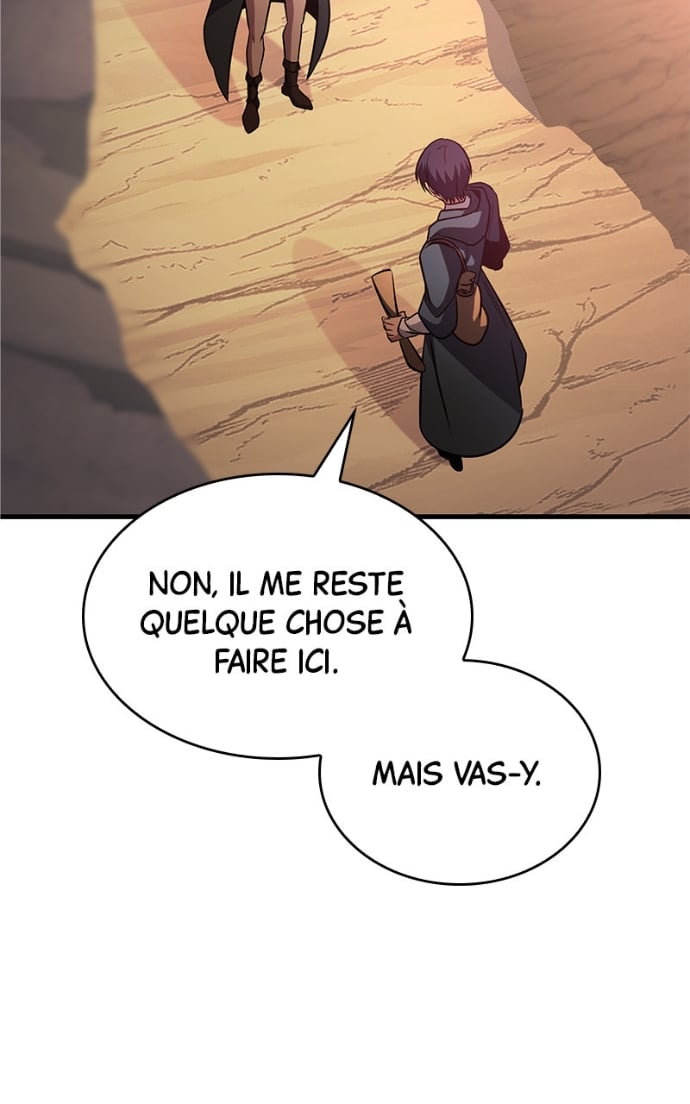 NON, IL ME RESTE
QUELQUE CHOSE À
FAIRE ICI.
MAIS VAS-Y.